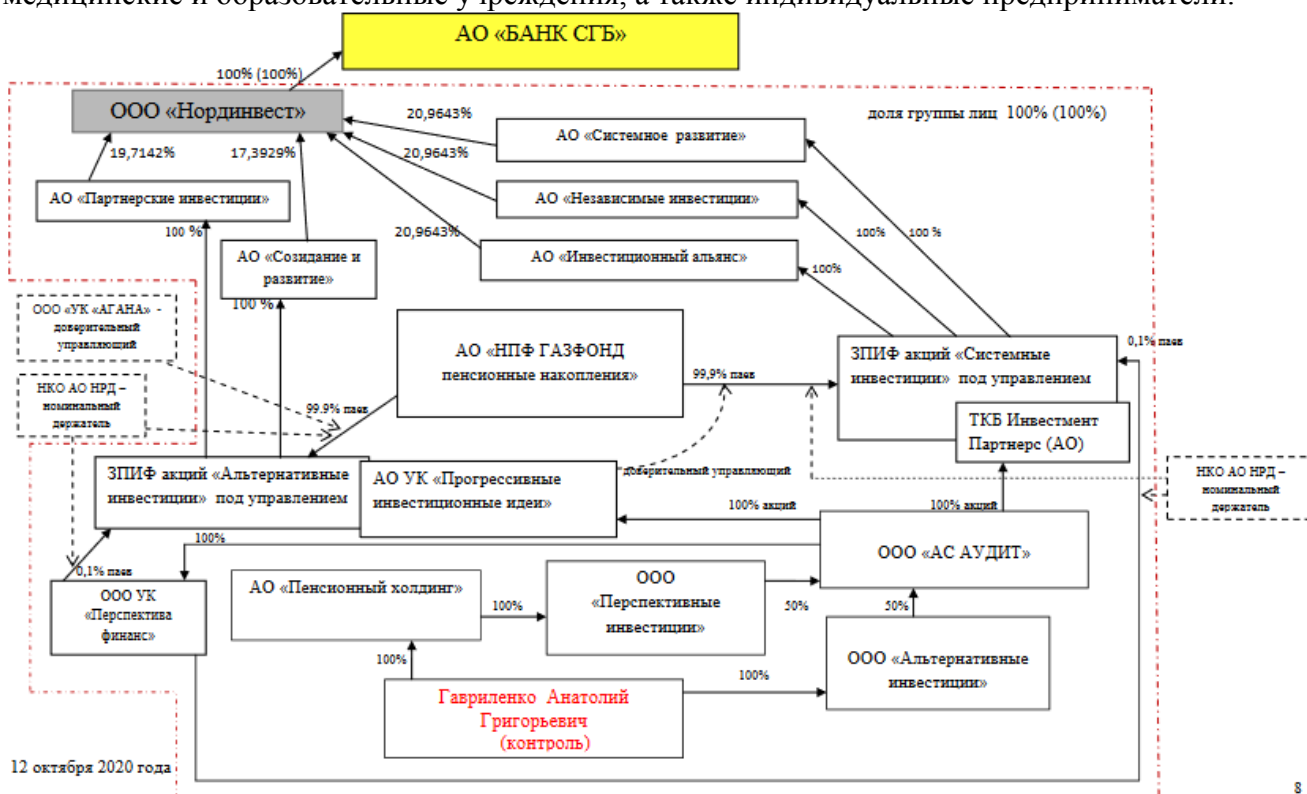 медицинские и образовательные учреждения, а также индивидуальные предприниматели.
АО «БАНК СГБ»
100% (100%)
ООО «Нординвест»
доля группы лиц 100% (100%)
20,9643%
АО «Системное развитие»
19,7142%
17,3929%
20,9643%
АО «Партнерские инвестиции»
АО «Независимые инвестиции»
100 %
20,9643%
100%
100 %
АО «Созидание и
развитие»
АО «Инвестиционный альянс»
100%
100 %
ООО «УК «АГАНА» -
доверительный
управляющий
АО «НПФ ГАЗФОНД
пенсионные накопления»
ЗПИФ акций «Системные
инвестиции» под управлением
0,1% паев
99,9% паев
НКО АО НРД –
номинальный
держатель
99.9% паев
ТКБ Инвестмент
Партнерс (АО)
ЗПИФ акций «Альтернативные
инвестиции» под управлением
АО УК «Прогрессивные
инвестиционные идеи»
доверительный управляющий
НКО АО НРД –
номинальный
держатель
100% акций
100% акций
100%
ООО «АС АУДИТ»
0,1% паев
ООО УК
«Перспектива
финанс»
АО «Пенсионный холдинг»
100%
ООО
«Перспективные
инвестиции»
50%
50%
100%
100%
ООО «Альтернативные
инвестиции»
Гавриленко Анатолий
Григорьевич
(контроль)
12 октября 2020 года
8